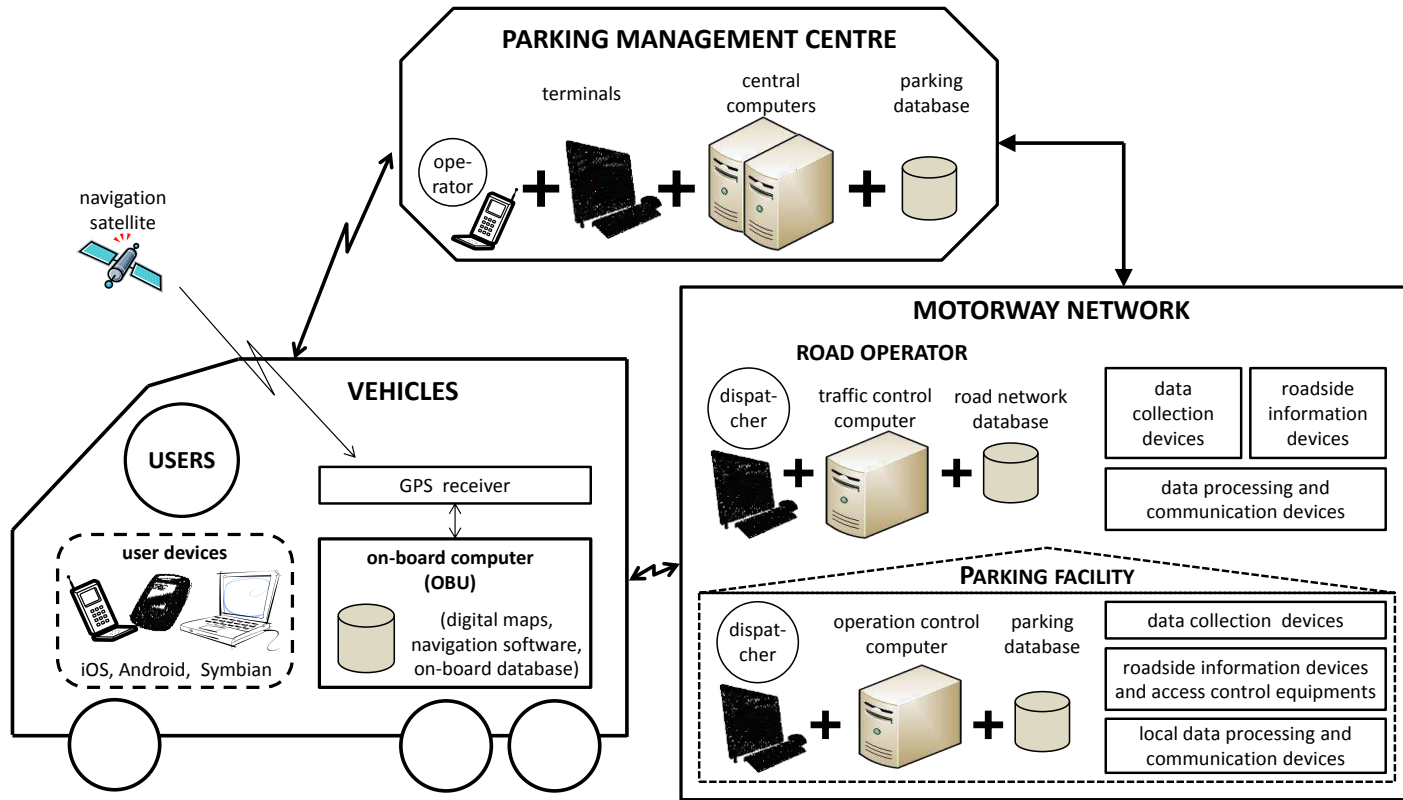 PARKING MANAGEMENT CENTRE
terminals
central
computers
parking
database
ope-
rator
navigation
satellite
VEHICLES
USERS
GPS receiver
user devices
iOS, Android, Symbian
on-board computer
(OBU)
(digital maps,
navigation software,
on-board database)
MOTORWAY NETWORK
ROAD OPERATOR
dispat-
cher
traffic control
computer
road network
database
data
collection
devices
roadside
information
devices
data processing and
communication devices
PARKING FACILITY
dispat-
cher
operation control
computer
parking
database
data collection devices
roadside information devices
and access control equipments
local data processing and
communication devices